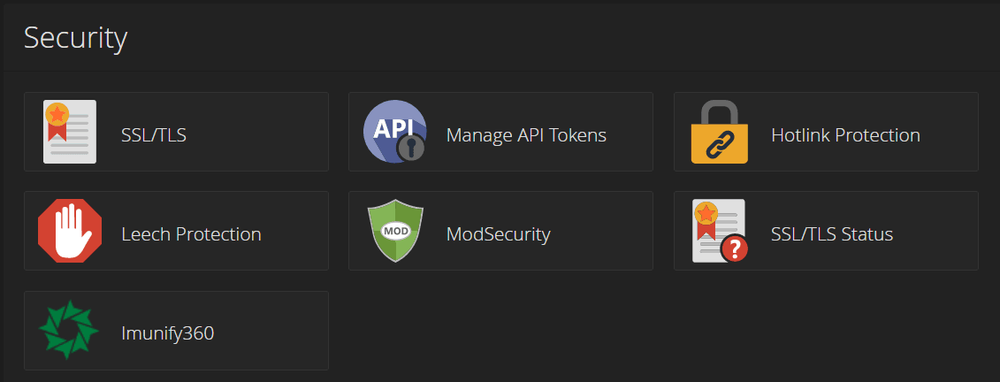 Security
SSL/TLS
API
Manage API Tokens
Hotlink Protection
Leech Protection
MOD
ModSecurity
?
SSL/TLS Status
Imunify360